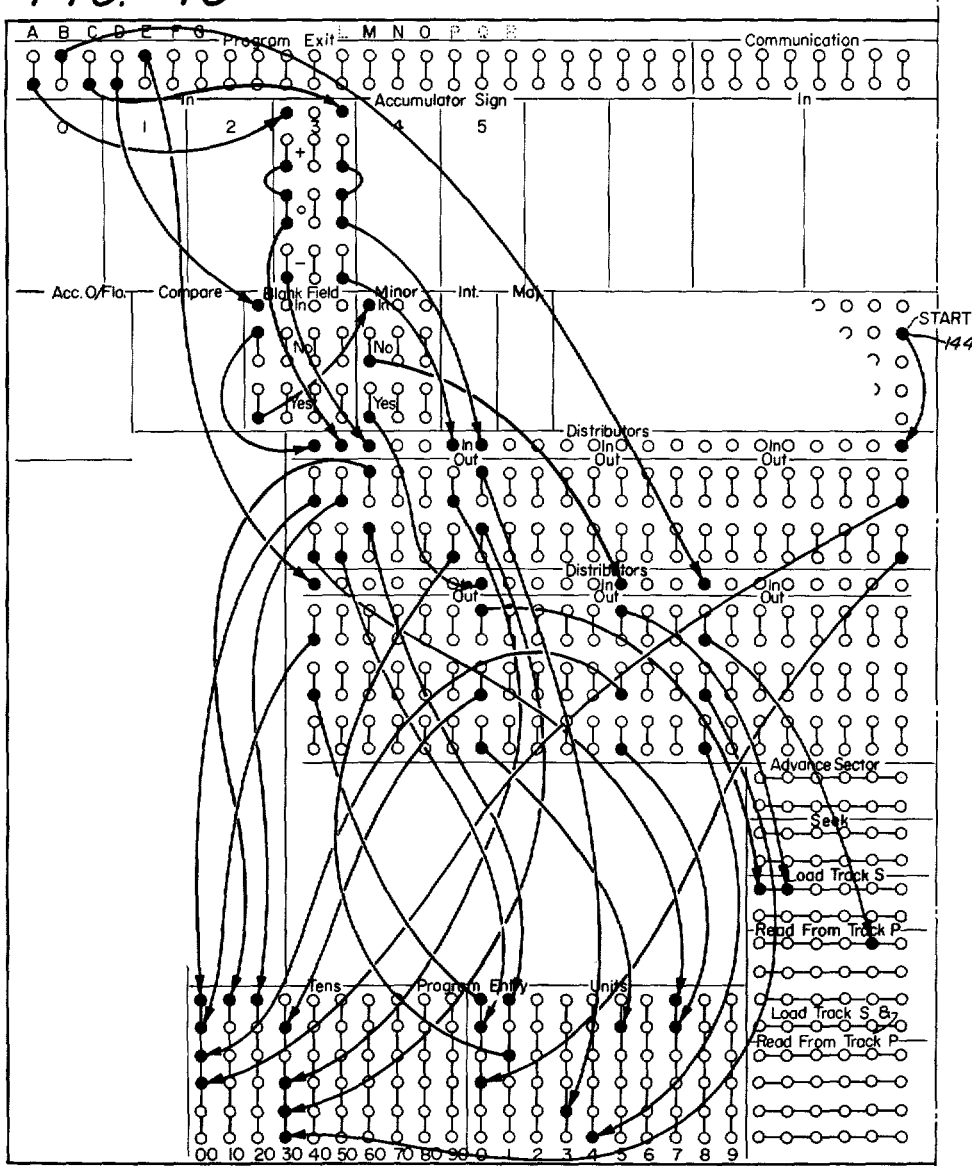 A B C D E F G Program Exit L M N O P Q R Communication
In Accumulator Sign In
0 1 2 3 4 5
+
0
-
Acc. O/Flo. Compare Blank Field Minor Int. Maj.
In In
START
144
No No
Yes Yes
Distributors
In In In
Out Out Out
Distributors
In In In
Out Out Out
Advance Sector
Seek
Load Track S
Read From Track P
Tens Program Entry Units
Load Track S &
Read From Track P
00 10 20 30 40 50 60 70 80 90 0 1 2 3 4 5 6 7 8 9